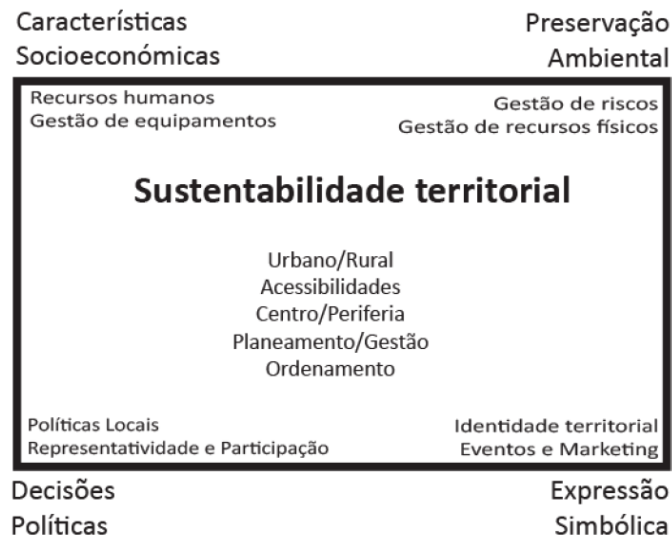 Características
Socioeconómicas
Preservação
Ambiental
Recursos humanos
Gestão de equipamentos
Gestão de riscos
Gestão de recursos físicos
Sustentabilidade territorial
Urbano/Rural
Acessibilidades
Centro/Periferia
Planeamento/Gestão
Ordenamento
Políticas Locais
Representatividade e Participação
Identidade territorial
Eventos e Marketing
Decisões
Políticas
Expressão
Simbólica